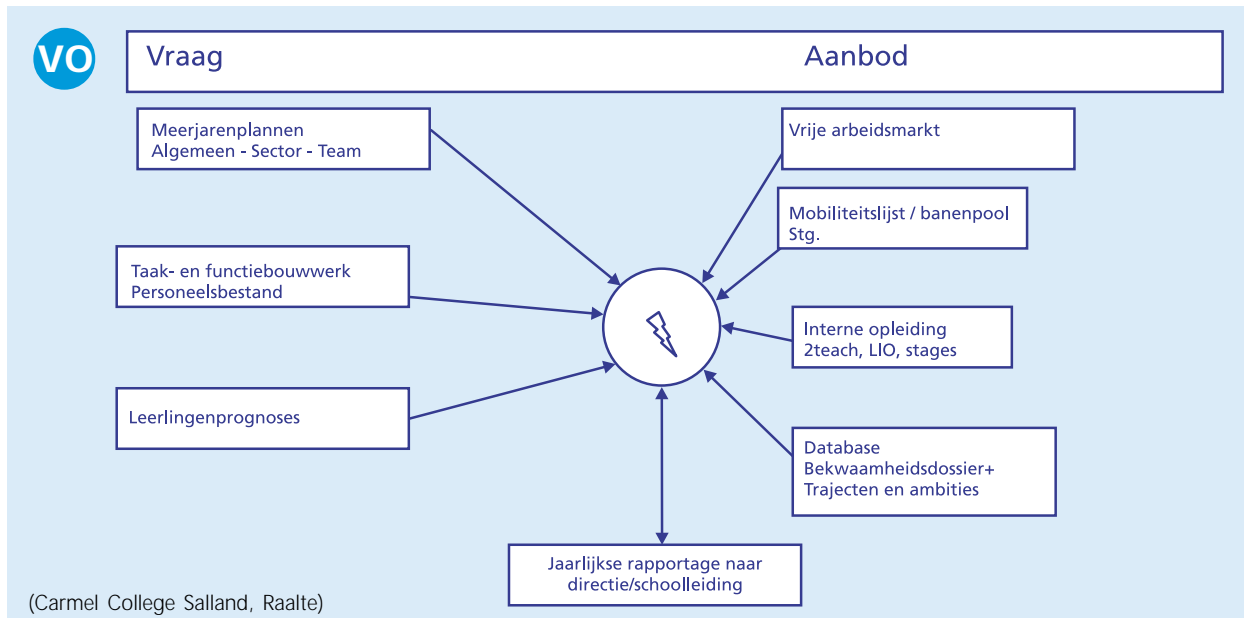 VO
Vraag Aanbod
Meerjarenplannen
Algemeen - Sector - Team
Taak- en functiebouwwerk
Personeelsbestand
Leerlingenprognoses
Vrije arbeidsmarkt
Mobiliteitslijst / banenpool
Stg.
Interne opleiding
2teach, LIO, stages
Database
Bekwaamheidsdossier+
Trajecten en ambities
Jaarlijkse rapportage naar
directie/schoolleiding
(Carmel College Salland, Raalte)